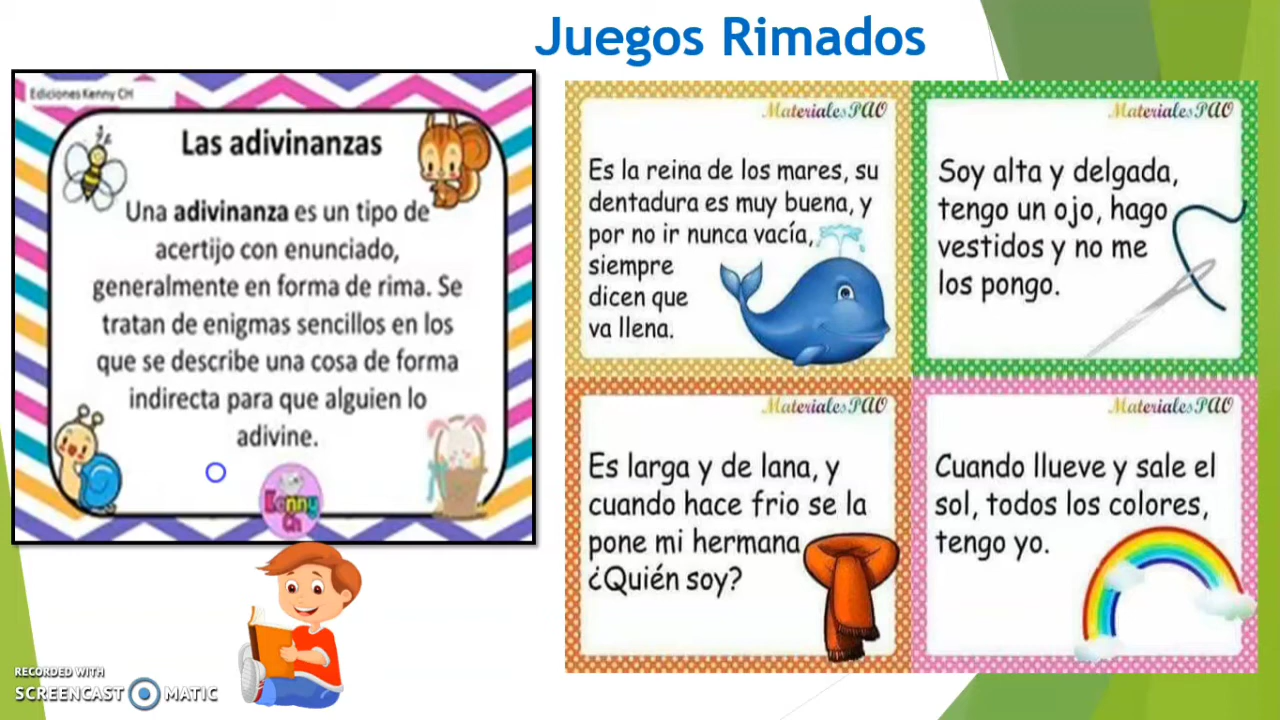 Juegos Rimados
Ediciones Kenny CH
Las adivinanzas
Una adivinanza es un tipo de
acertijo con enunciado,
generalmente en forma de rima. Se
tratan de enigmas sencillos en los
que se describe una cosa de forma
indirecta para que alguien lo
adivine.
Kenny
Ch
MaterialesPAO
Es la reina de los mares, su
dentadura es muy buena, y
por no ir nunca vacía,
siempre
dicen que
va llena.
MaterialesPAO
Soy alta y delgada,
tengo un ojo, hago
vestidos y no me
los pongo.
MaterialesPAO
Es larga y de lana, y
cuando hace frio se la
pone mi hermana
¿Quién soy?
MaterialesPAO
Cuando llueve y sale el
sol, todos los colores,
tengo yo.
RECORDED WITH
SCREENCAST MATIC